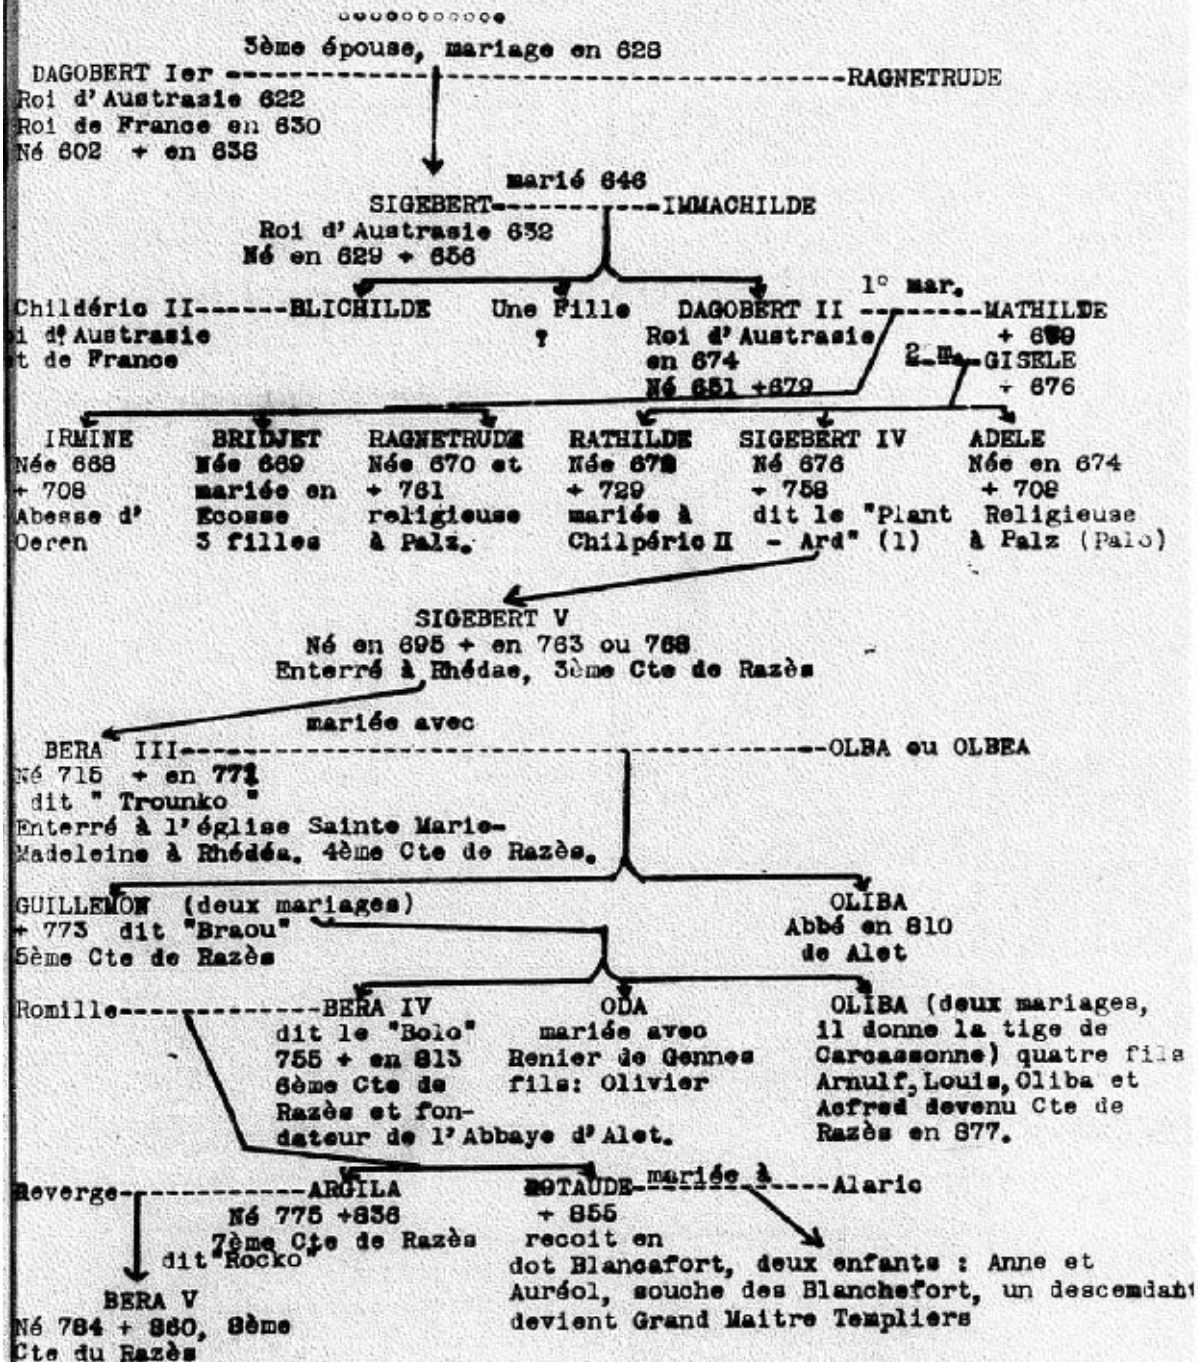 3ème épouse, mariage en 628
DAGOBERT Ier RAGNETRUDE
Roi d'Austrasie 622
Roi de France en 630
Né 602 + en 638
marié 646
SIGEBERT IMMACHILDE
Roi d'Austrasie 632
Né en 629 + 656
1° mar.
Childéric II BLICHILDE Une Fille DAGOBERT II MATHILDE
i d'Austrasie ? Roi d'Austrasie +
t de France en 674 2 m. GISELE
Né 651 +679 + 676
IRMINE BRIDJET RAGNETRUDE RATHILDE SIGEBERT IV ADELE
Née 668 Née 669 Née 670 et Née Né 676 Née en 674
+ 708 mariée en + 761 + 729 + 758 + 708
Abesse d' Ecosse religieuse mariée à dit le "Plant Religieuse
Oeren 3 filles à Palz. Chilpéric II - Ard" (1) à Palz (Palo)
SIGEBERT V
Né en 695 + en 763 ou 768
Enterré à Rhédae, 3ème Cte de Razès
mariée avec
BERA III OLBA ou OLBEA
Né 715 + en 771
dit " Trounko "
Enterré à l'église Sainte Marie-
Madeleine à Rhédéa. 4ème Cte de Razès.
GUILLEMON (deux mariages) OLIBA
+ 773 dit "Braou" Abbé en 810
5ème Cte de Razès de Alet
Romille BERA IV ODA OLIBA (deux mariages,
dit le "Bolo" mariée avec il donne la tige de
755 + en 813 Renier de Gennes Carcassonne) quatre fils
6ème Cte de fils: Olivier Arnulf, Louis, Oliba et
Razès et fon- Acfred devenu Cte de
dateur de l'Abbaye d'Alet. Razès en 877.
Reverge ARGILA ROTAUDE mariée à Alaric
Né 775 +836 + 855
7ème Cte de Razès recoit en
dit "Rocko" dot Blancafort, deux enfants : Anne et
BERA V Auréol, souche des Blanchefort, un descendant
Né 784 + 860, 8ème devient Grand Maitre Templiers
Cte du Razès